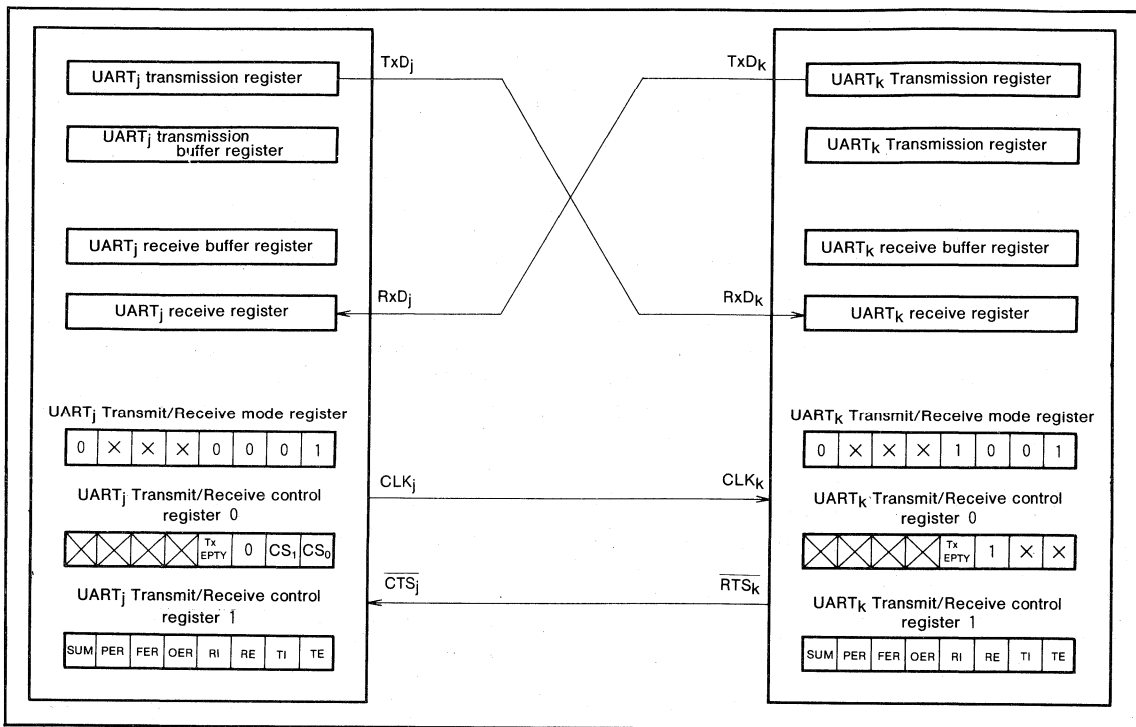 UARTj transmission register
UARTj transmission
buffer register
UARTj receive buffer register
UARTj receive register
UARTj Transmit/Receive mode register
0 × × × 0 0 0 1
UARTj Transmit/Receive control
register 0
Tx EPTY 0 CS1 CS0
UARTj Transmit/Receive control
register 1
SUM PER FER OER RI RE TI TE
TxDj TxDk
RxDj RxDk
CLKj CLKk
CTSj RTSk
UARTk Transmission register
UARTk Transmission register
UARTk receive buffer register
UARTk receive register
UARTk Transmit/Receive mode register
0 × × × 1 0 0 1
UARTk Transmit/Receive control
register 0
Tx EPTY 1 × ×
UARTk Transmit/Receive control
register 1
SUM PER FER OER RI RE TI TE